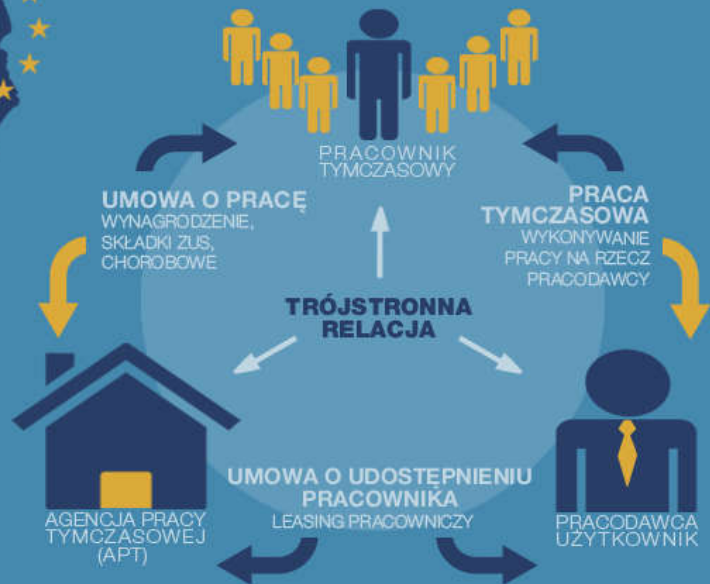 PRACOWNIK
TYMCZASOWY
UMOWA O PRACĘ
WYNAGRODZENIE,
SKŁADKI ZUS,
CHOROBOWE
PRACA
TYMCZASOWA
WYKONYWANIE
PRACY NA RZECZ
PRACODAWCY
TRÓJSTRONNA
RELACJA
UMOWA O UDOSTĘPNIENIU
PRACOWNIKA
LEASING PRACOWNICZY
AGENCJA PRACY
TYMCZASOWEJ
(APT)
PRACODAWCA
UŻYTKOWNIK